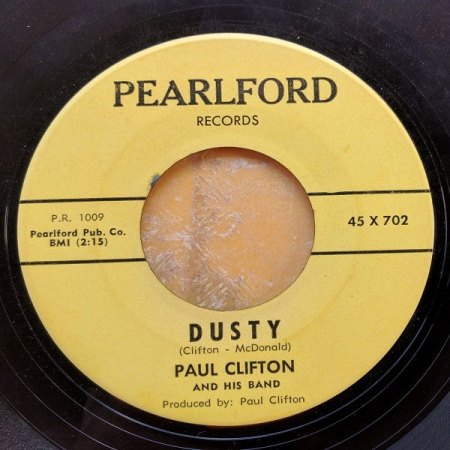 PEARLFORD
RECORDS
P.R. 1009
Pearlford Pub. Co.
BMI (2:15)
45 X 702
DUSTY
(Clifton - McDonald)
PAUL CLIFTON
AND HIS BAND
Produced by: Paul Clifton